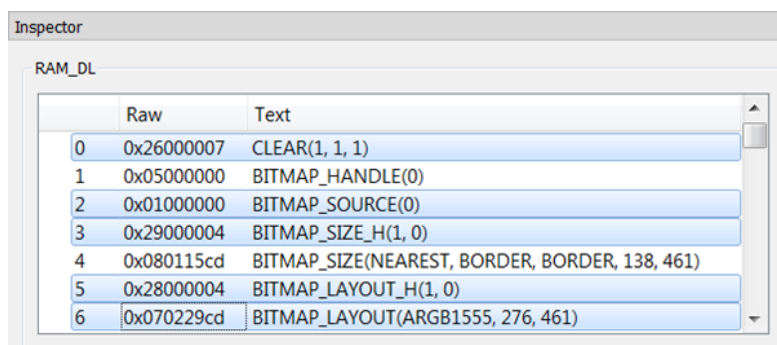 Inspector
RAM_DL
Raw Text
0 0x26000007 CLEAR(1, 1, 1)
1 0x05000000 BITMAP_HANDLE(0)
2 0x01000000 BITMAP_SOURCE(0)
3 0x29000004 BITMAP_SIZE_H(1, 0)
4 0x080115cd BITMAP_SIZE(NEAREST, BORDER, BORDER, 138, 461)
5 0x28000004 BITMAP_LAYOUT_H(1, 0)
6 0x070229cd BITMAP_LAYOUT(ARGB1555, 276, 461)